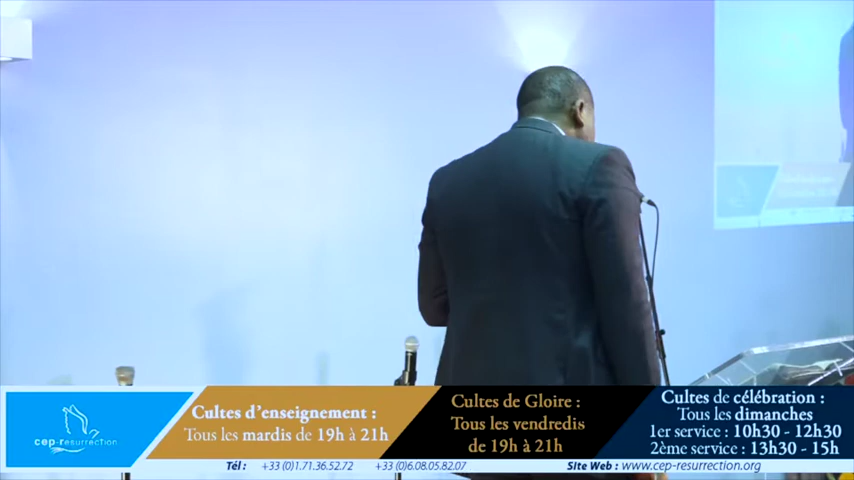 cep-resurrection
Cultes d'enseignement :
Tous les mardis de 19h à 21h
Cultes de Gloire :
Tous les vendredis
de 19h à 21h
Cultes de célébration :
Tous les dimanches
1er service : 10h30 - 12h30
2ème service : 13h30 - 15h
Tél : +33 (0)1.71.36.52.72 +33 (0)6.08.05.82.07 Site Web : www.cep-resurrection.org